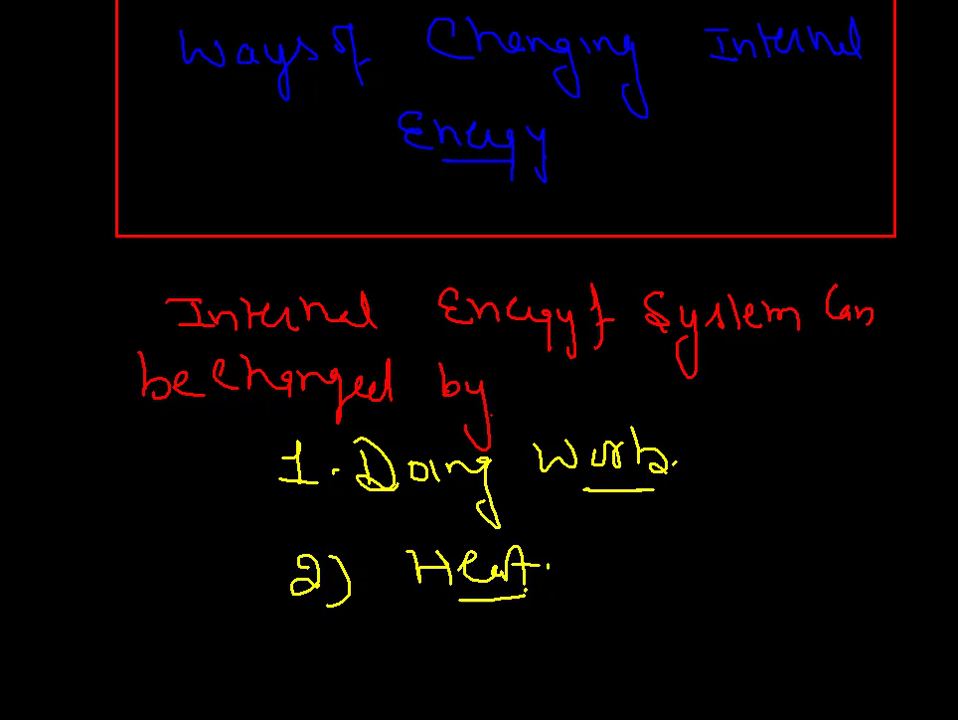 Ways of Changing Internal
Energy
Internal Energy of System Can
be changed by
1. Doing Work.
2) Heat.